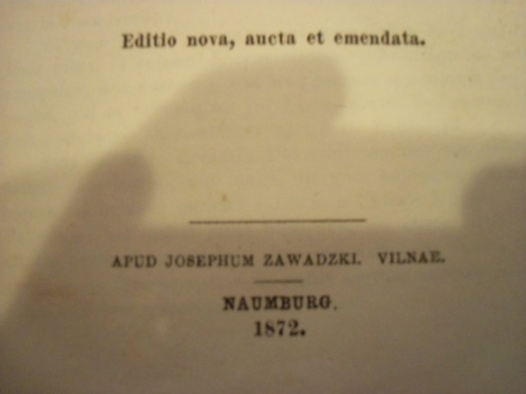 Editio nova, aucta et emendata.
APUD JOSEPHUM ZAWADZKI. VILNAE.
NAUMBURG.
1872.